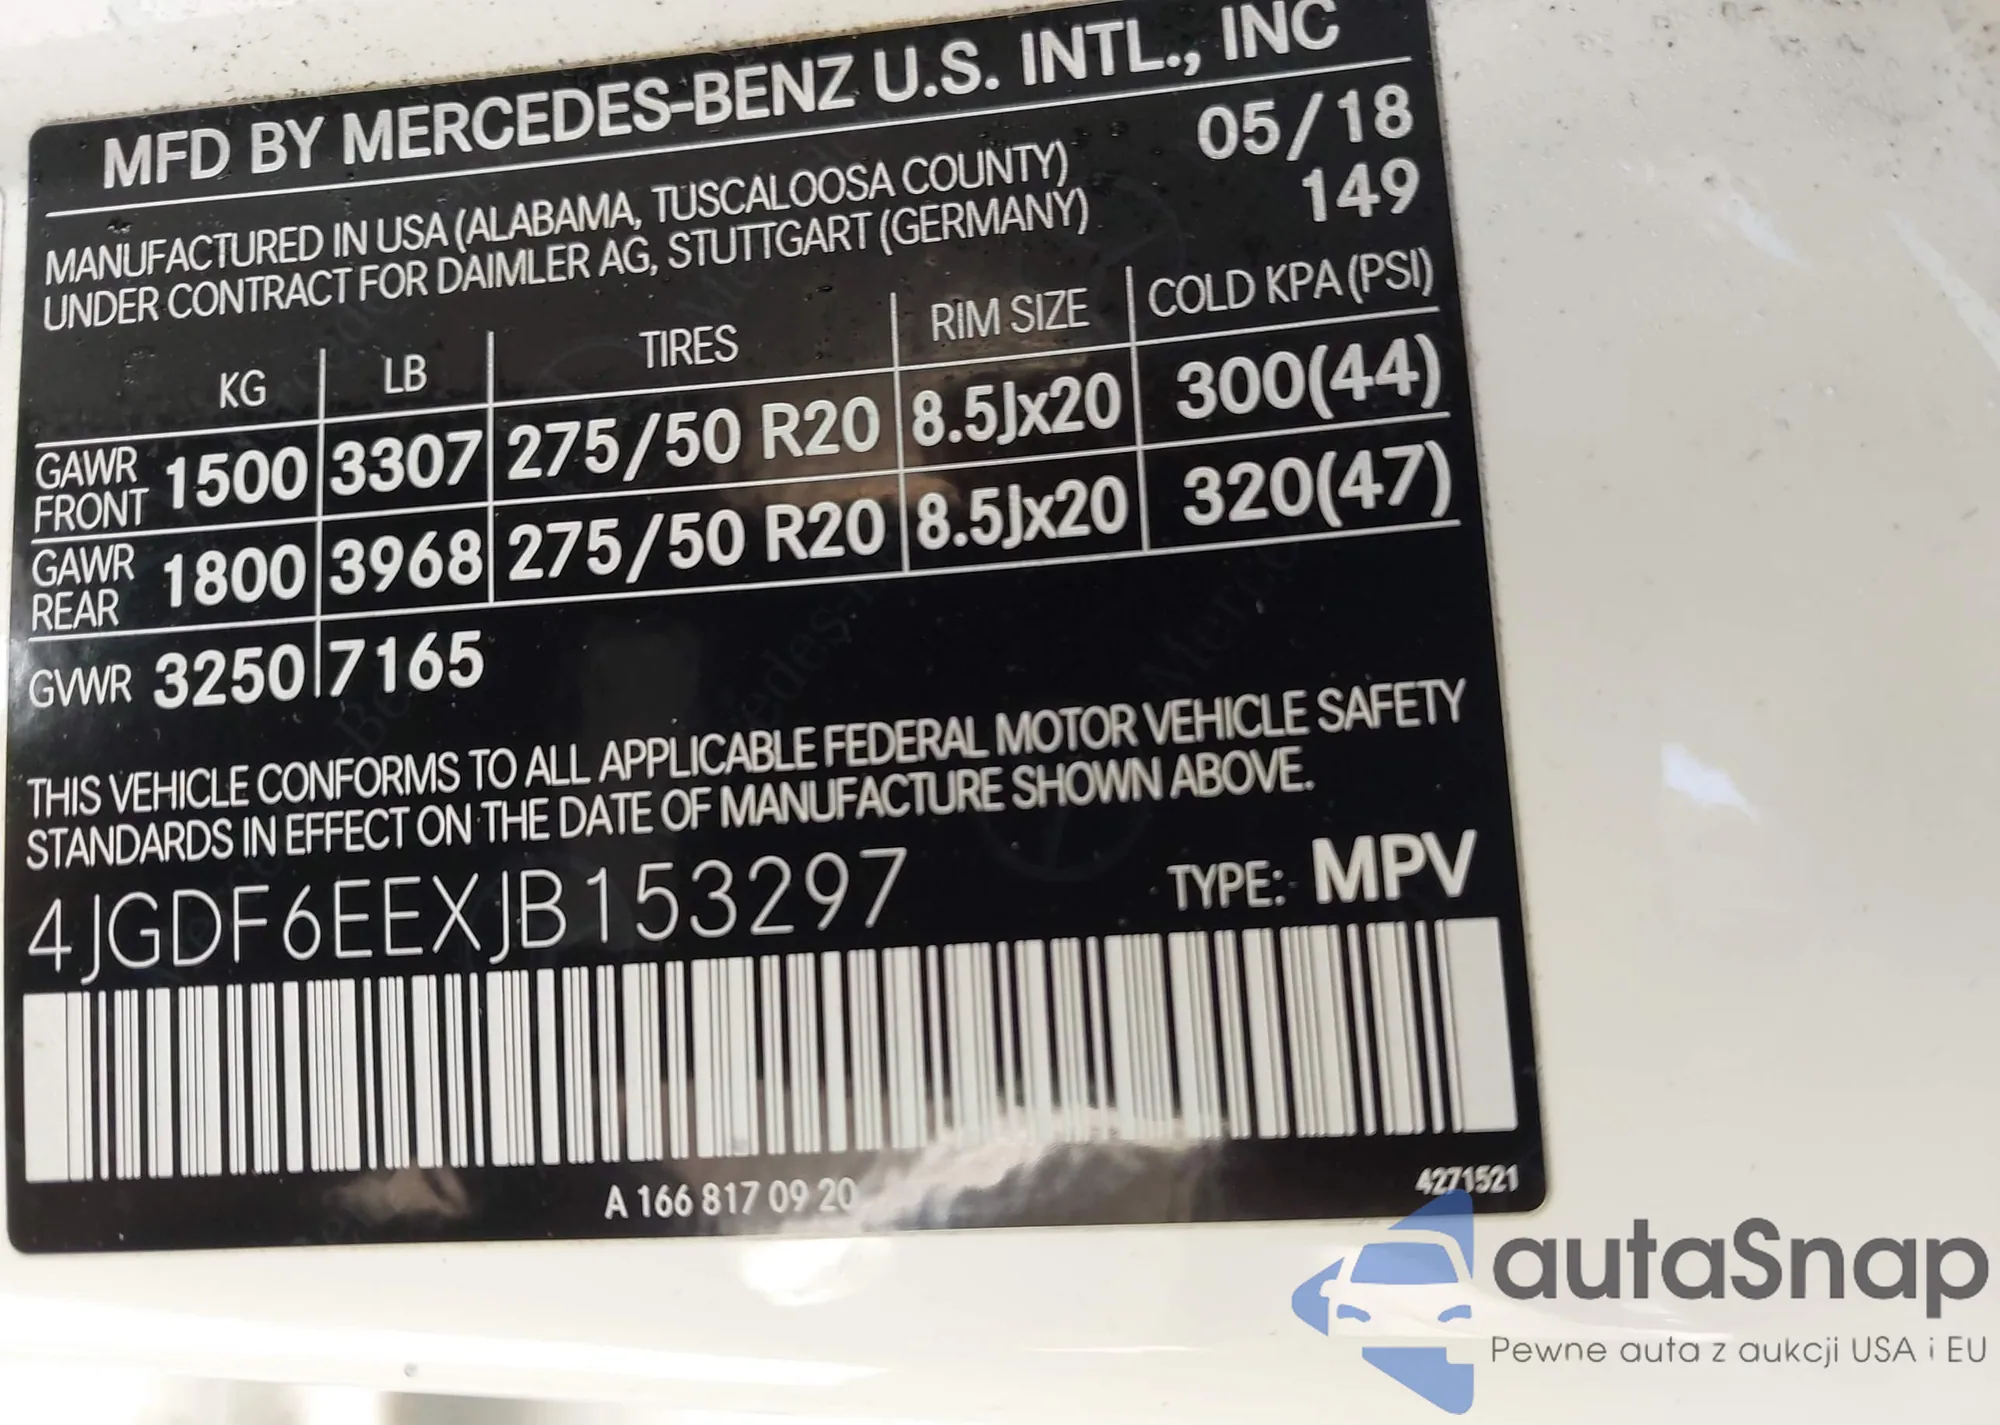 MFD BY MERCEDES-BENZ U.S. INTL., INC
05/18
MANUFACTURED IN USA (ALABAMA, TUSCALOOSA COUNTY)
149
UNDER CONTRACT FOR DAIMLER AG, STUTTGART (GERMANY)
KG LB TIRES RIM SIZE COLD KPA (PSI)
GAWR FRONT 1500 3307 275/50 R20 8.5Jx20 300(44)
GAWR REAR 1800 3968 275/50 R20 8.5Jx20 320(47)
GVWR 3250 7165
THIS VEHICLE CONFORMS TO ALL APPLICABLE FEDERAL MOTOR VEHICLE SAFETY
STANDARDS IN EFFECT ON THE DATE OF MANUFACTURE SHOWN ABOVE.
4JGDF6EEXJB153297 TYPE: MPV
A 166 817 09 20
4271521
autaSnap
Pewne auta z aukcji USA i EU